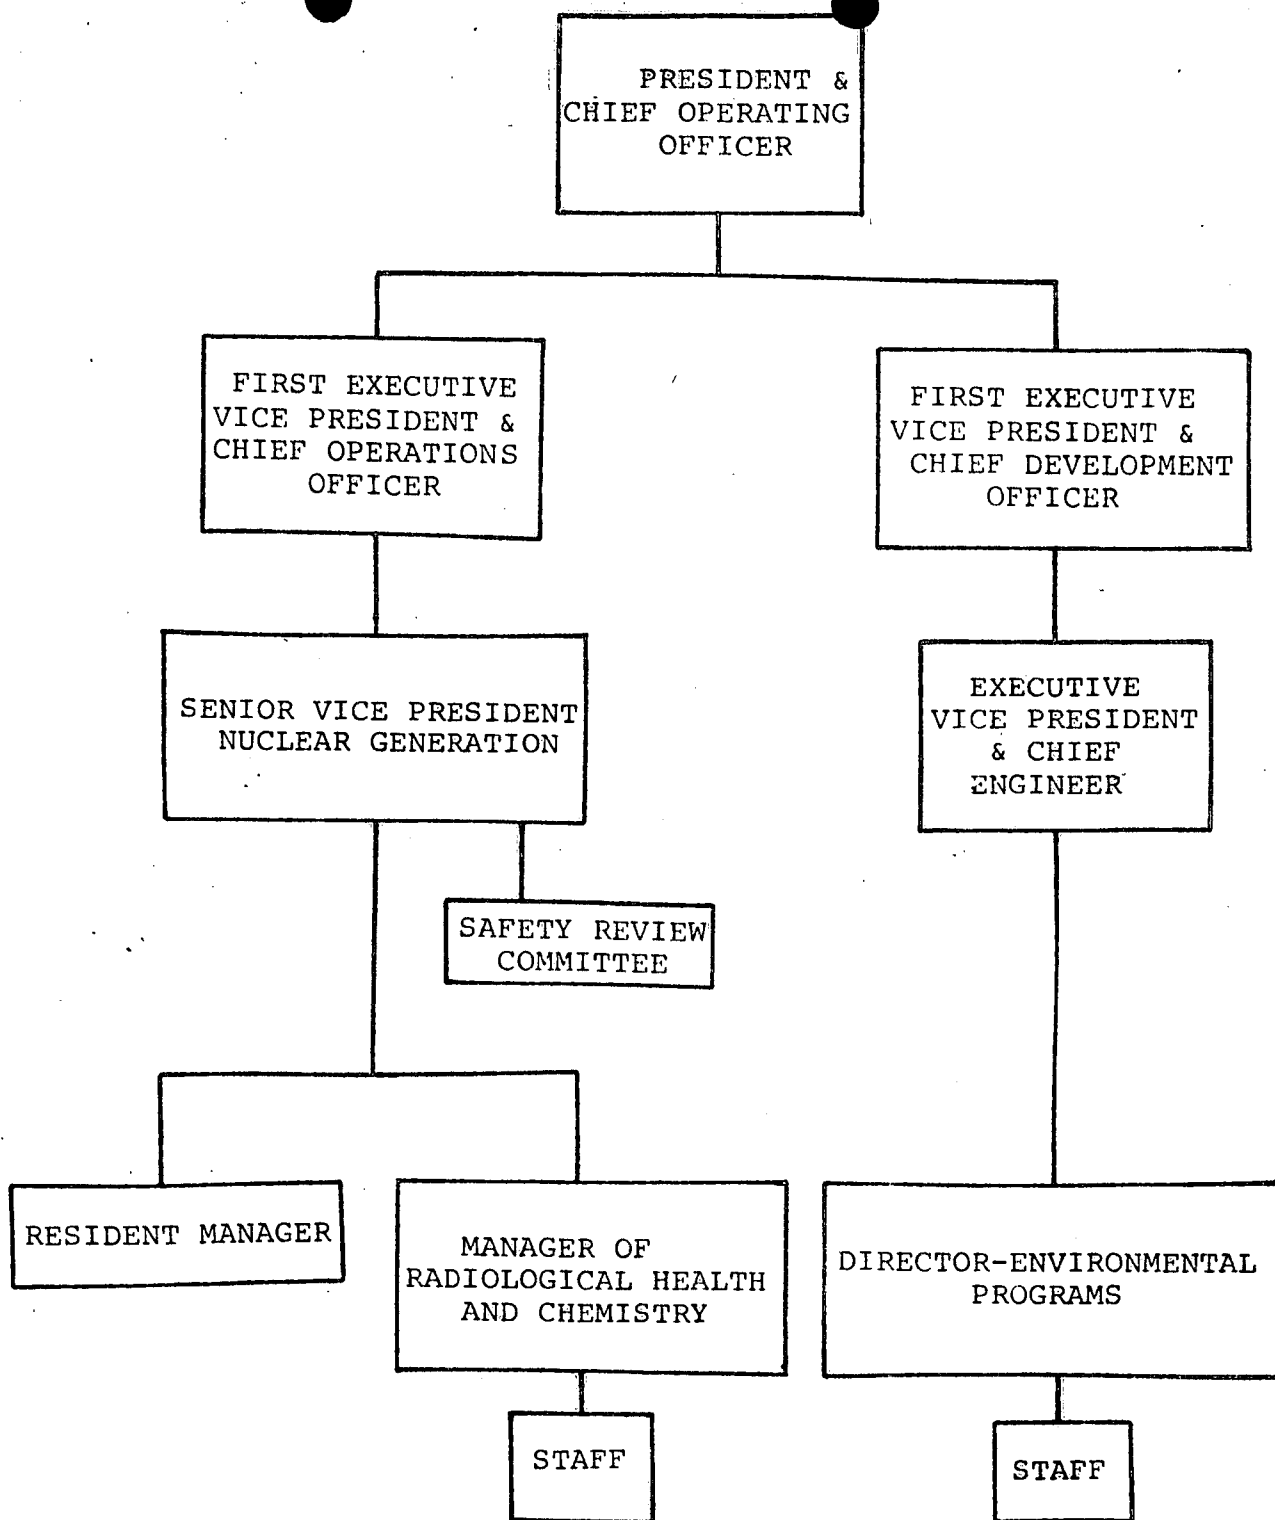 PRESIDENT &
CHIEF OPERATING
OFFICER
FIRST EXECUTIVE
VICE PRESIDENT &
CHIEF OPERATIONS
OFFICER
FIRST EXECUTIVE
VICE PRESIDENT &
CHIEF DEVELOPMENT
OFFICER
SENIOR VICE PRESIDENT
NUCLEAR GENERATION
EXECUTIVE
VICE PRESIDENT
& CHIEF
ENGINEER
SAFETY REVIEW
COMMITTEE
RESIDENT MANAGER
MANAGER OF
RADIOLOGICAL HEALTH
AND CHEMISTRY
DIRECTOR-ENVIRONMENTAL
PROGRAMS
STAFF
STAFF